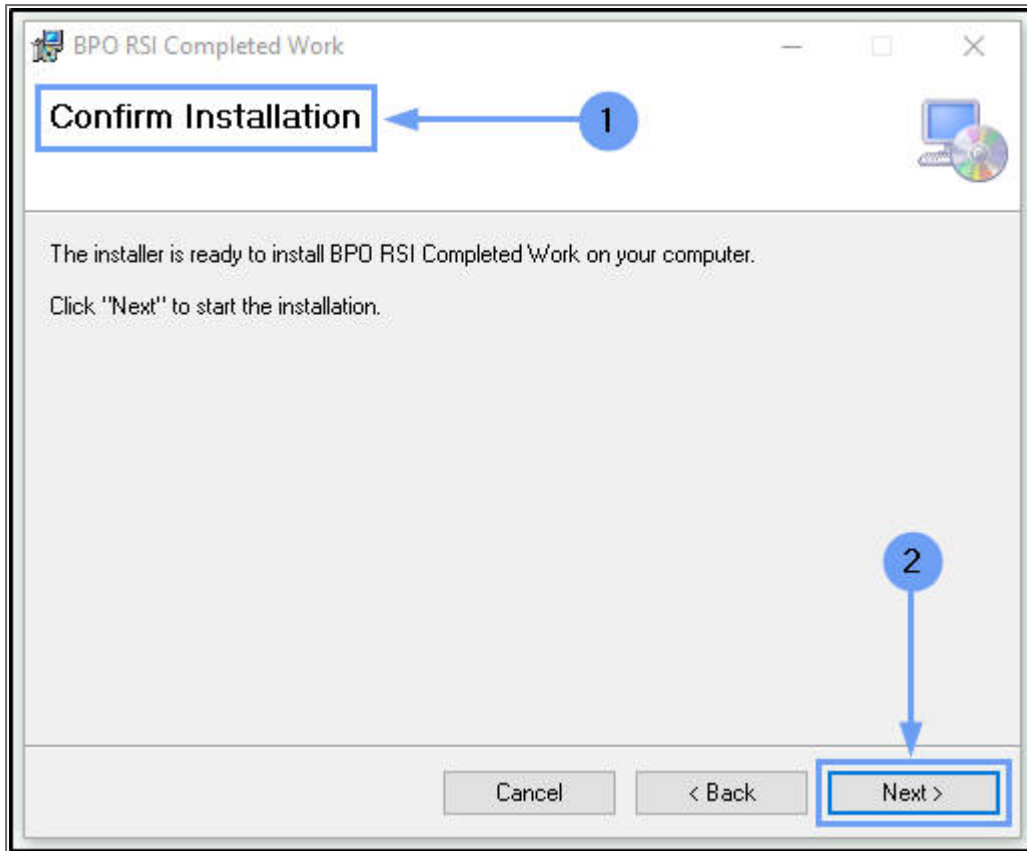 BPO RSI Completed Work
Confirm Installation
1
The installer is ready to install BPO RSI Completed Work on your computer.
Click "Next" to start the installation.
2
Cancel
< Back
Next >